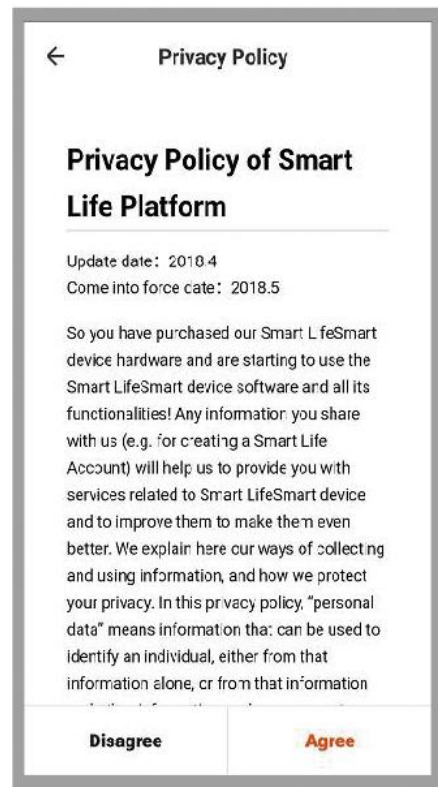 Privacy Policy
Privacy Policy of Smart
Life Platform
Update date：2018.4
Come into force date：2018.5
So you have purchased our Smart LifeSmart
device hardware and are starting to use the
Smart LifeSmart device software and all its
functionalities! Any information you share
with us (e.g. for creating a Smart Life
Account) will help us to provide you with
services related to Smart LifeSmart device
and to improve them to make them even
better. We explain here our ways of collecting
and using information, and how we protect
your privacy. In this privacy policy, "personal
data" means information that can be used to
identify an individual, either from that
information alone, or from that information
Disagree
Agree